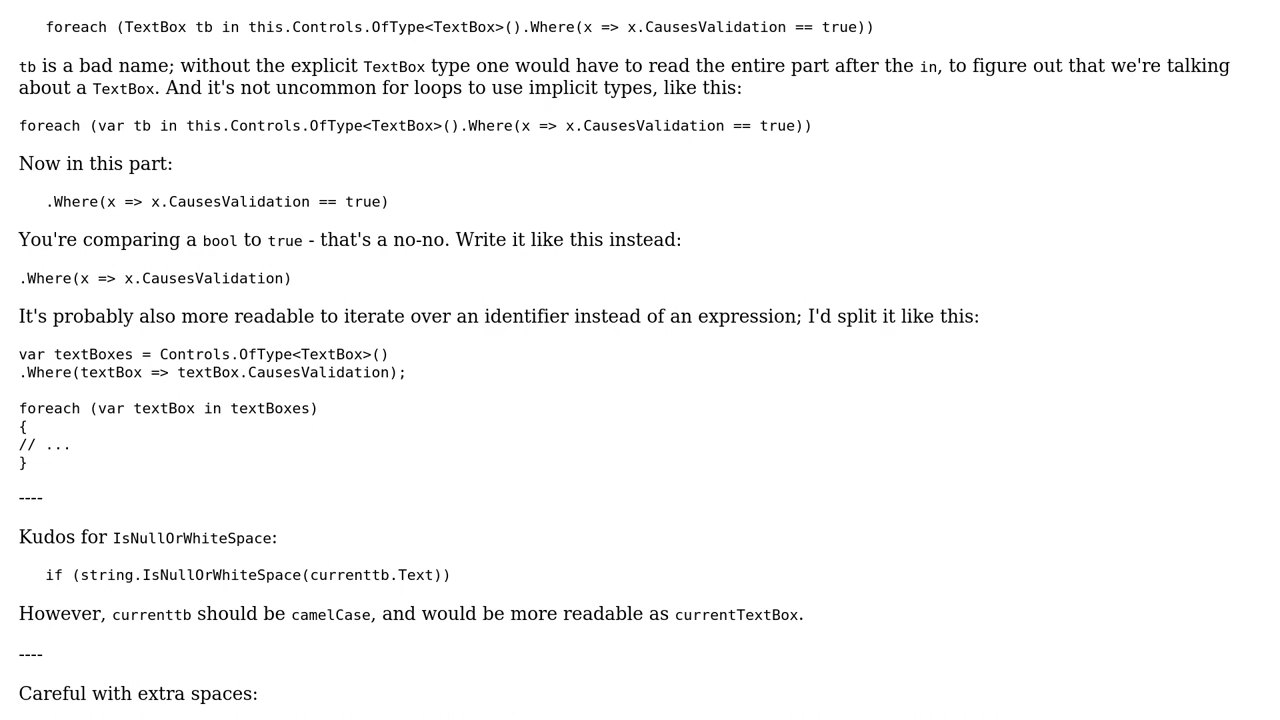 foreach (TextBox tb in this.Controls.OfType<TextBox>().Where(x => x.CausesValidation == true))
tb is a bad name; without the explicit TextBox type one would have to read the entire part after the in, to figure out that we're talking
about a TextBox. And it's not uncommon for loops to use implicit types, like this:
foreach (var tb in this.Controls.OfType<TextBox>().Where(x => x.CausesValidation == true))
Now in this part:
.Where(x => x.CausesValidation == true)
You're comparing a bool to true - that's a no-no. Write it like this instead:
.Where(x => x.CausesValidation)
It's probably also more readable to iterate over an identifier instead of an expression; I'd split it like this:
var textBoxes = Controls.OfType<TextBox>()
.Where(textBox => textBox.CausesValidation);
foreach (var textBox in textBoxes)
{
// ...
}
----
Kudos for IsNullOrWhiteSpace:
if (string.IsNullOrWhiteSpace(currenttb.Text))
However, currenttb should be camelCase, and would be more readable as currentTextBox.
----
Careful with extra spaces: